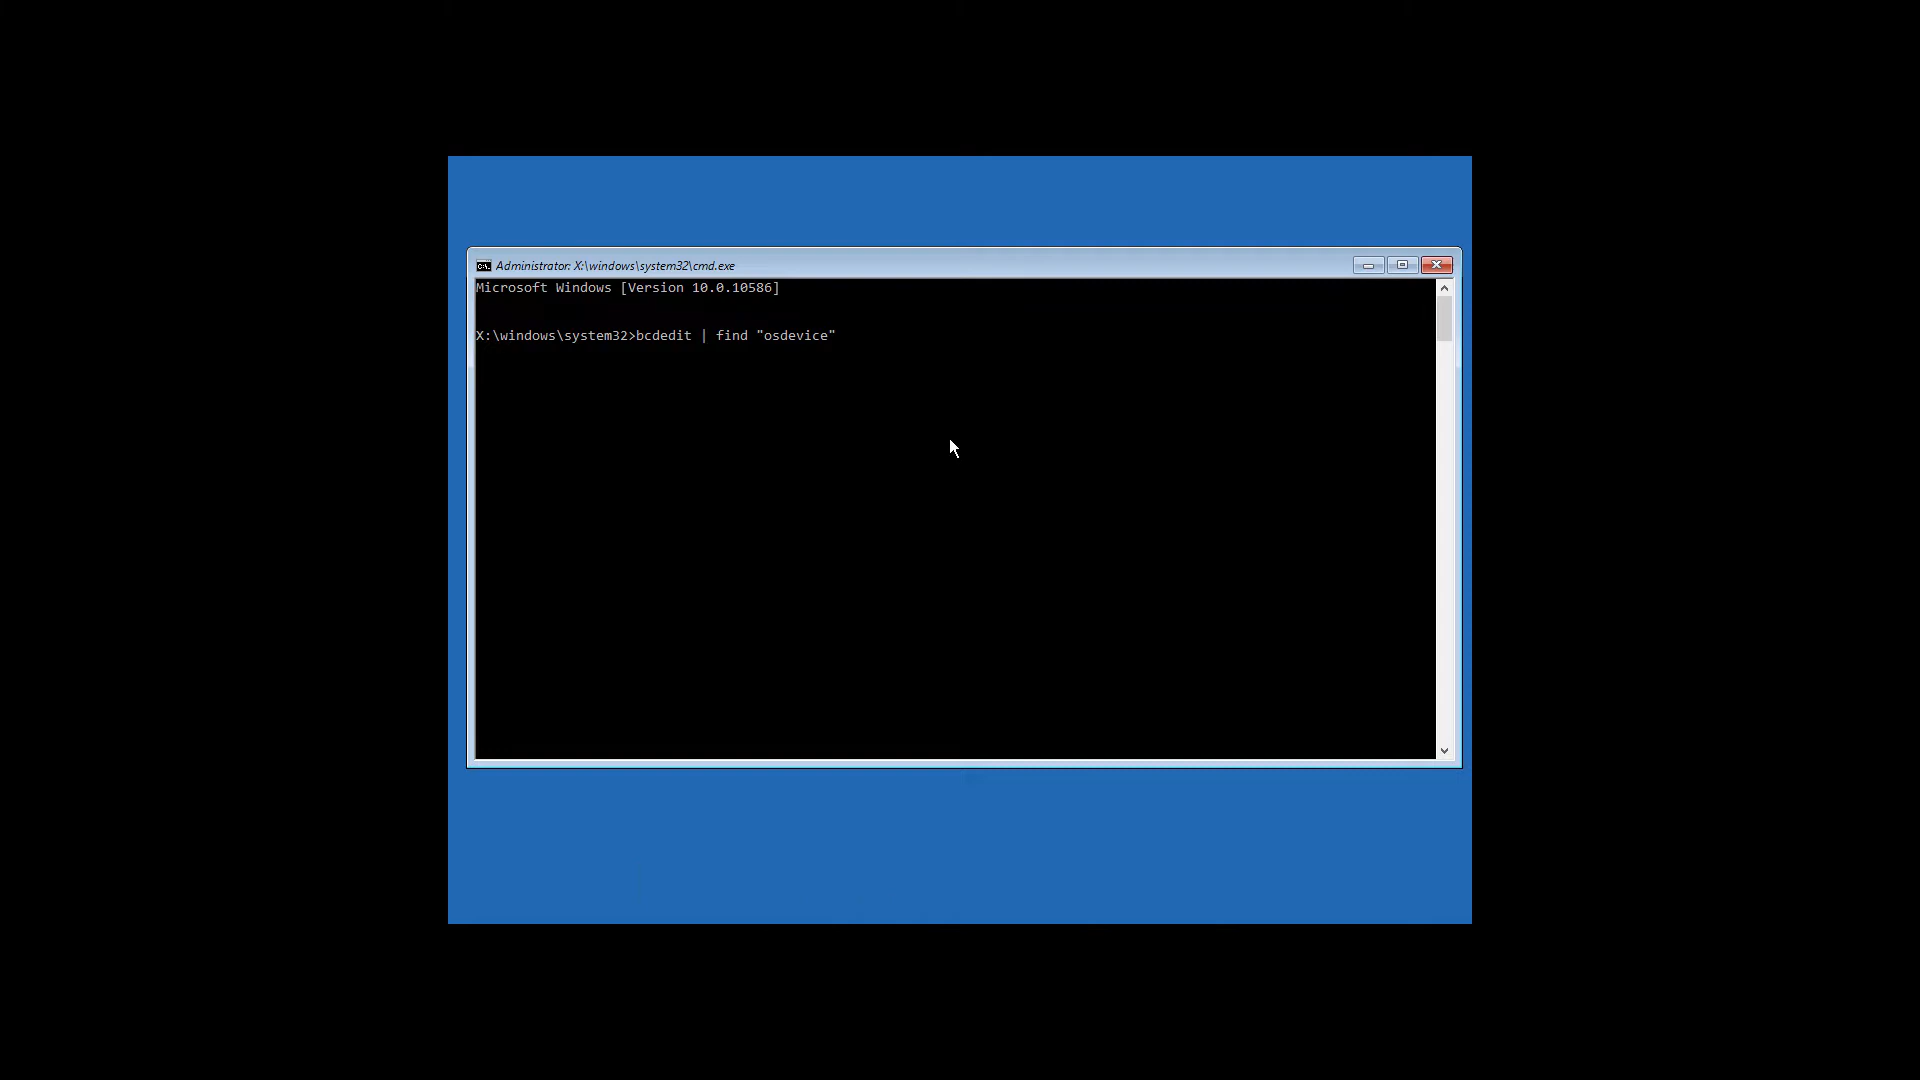 Administrator: X:\windows\system32\cmd.exe
Microsoft Windows [Version 10.0.10586]
X:\windows\system32>bcdedit | find "osdevice"